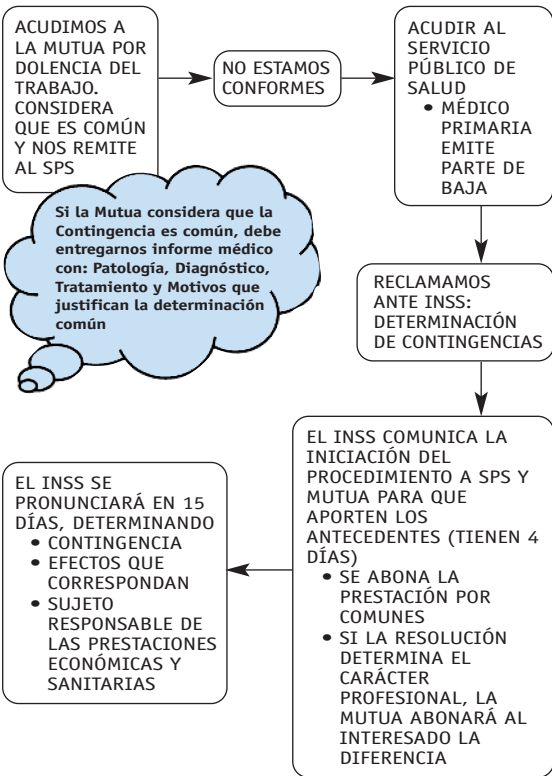 ACUDIMOS A
LA MUTUA POR
DOLENCIA DEL
TRABAJO.
CONSIDERA
QUE ES COMÚN
Y NOS REMITE
AL SPS
NO ESTAMOS
CONFORMES
ACUDIR AL
SERVICIO
PÚBLICO DE
SALUD
• MÉDICO
PRIMARIA
EMITE
PARTE DE
BAJA
Si la Mutua considera que la
Contingencia es común, debe
entregarnos informe médico
con: Patología, Diagnóstico,
Tratamiento y Motivos que
justifican la determinación
común
RECLAMAMOS
ANTE INSS:
DETERMINACIÓN
DE CONTINGENCIAS
EL INSS COMUNICA LA
INICIACIÓN DEL
PROCEDIMIENTO A SPS Y
MUTUA PARA QUE
APORTEN LOS
ANTECEDENTES (TIENEN 4
DÍAS)
• SE ABONA LA
PRESTACIÓN POR
COMUNES
• SI LA RESOLUCIÓN
DETERMINA EL
CARÁCTER
PROFESIONAL, LA
MUTUA ABONARÁ AL
INTERESADO LA
DIFERENCIA
EL INSS SE
PRONUNCIARÁ EN 15
DÍAS, DETERMINANDO
• CONTINGENCIA
• EFECTOS QUE
CORRESPONDAN
• SUJETO
RESPONSABLE DE
LAS PRESTACIONES
ECONÓMICAS Y
SANITARIAS